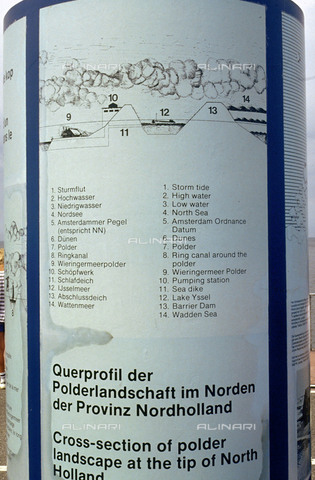 ALINARI
10
14
9
12
13
11
1. Sturmflut
2. Hochwasser
3. Niedrigwasser
4. Nordsee
5. Amsterdammer Pegel
(entspricht NN)
6. Dünen
7. Polder
8. Ringkanal
9. Wieringermeerpolder
10. Schöpfwerk
11. Schlafdeich
12. IJsselmeer
13. Abschlussdeich
14. Wattenmeer
1. Storm tide
2. High water
3. Low water
4. North Sea
5. Amsterdam Ordnance
Datum
6. Dunes
7. Polder
8. Ring canal around the
polder
9. Wieringermeer Polder
10. Pumping station
11. Sea dike
12. Lake Yssel
13. Barrier Dam
14. Wadden Sea
ALINARI
Querprofil der
Polderlandschaft im Norden
der Provinz Nordholland
ALINARI
Cross-section of polder
landscape at the tip of North
Holland